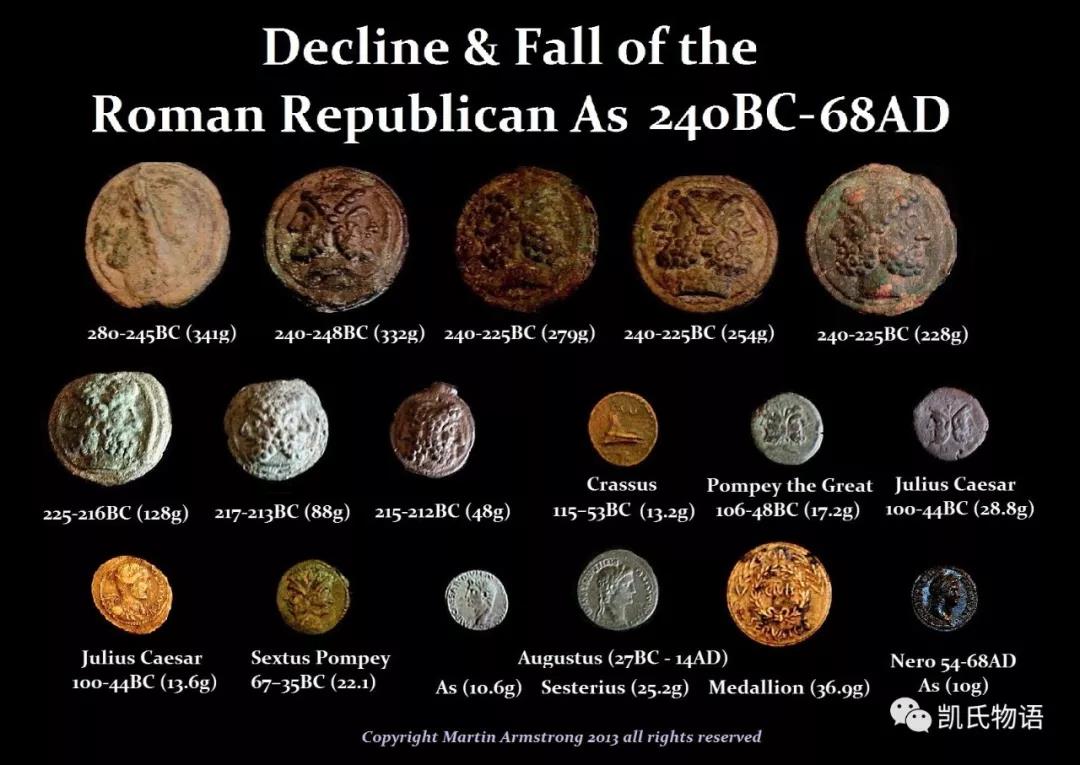 Decline & Fall of the
Roman Republican As 240BC-68AD
280-245BC (341g)
240-248BC (332g)
240-225BC (279g)
240-225BC (254g)
240-225BC (228g)
225-216BC (128g)
217-213BC (88g)
215-212BC (48g)
Crassus
115–53BC (13.2g)
Pompey the Great
106-48BC (17.2g)
Julius Caesar
100-44BC (28.8g)
Julius Caesar
100-44BC (13.6g)
Sextus Pompey
67–35BC (22.1)
Augustus (27BC - 14AD)
As (10.6g)
Sesterius (25.2g)
Medallion (36.9g)
Nero 54-68AD
As (10g)
凯氏物语
Copyright Martin Armstrong 2013 all rights reserved